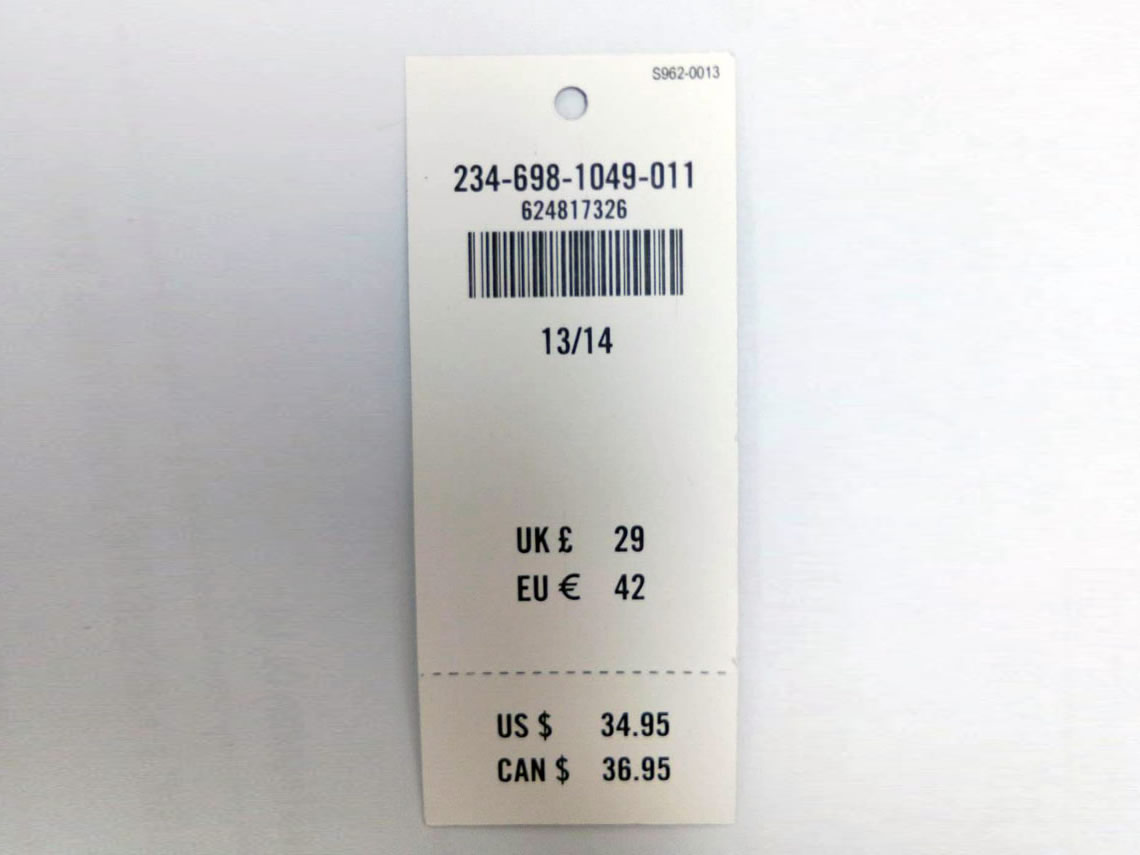 S962-0013
234-698-1049-011
624817326
13/14
UK £ 29
EU € 42
US $ 34.95
CAN $ 36.95